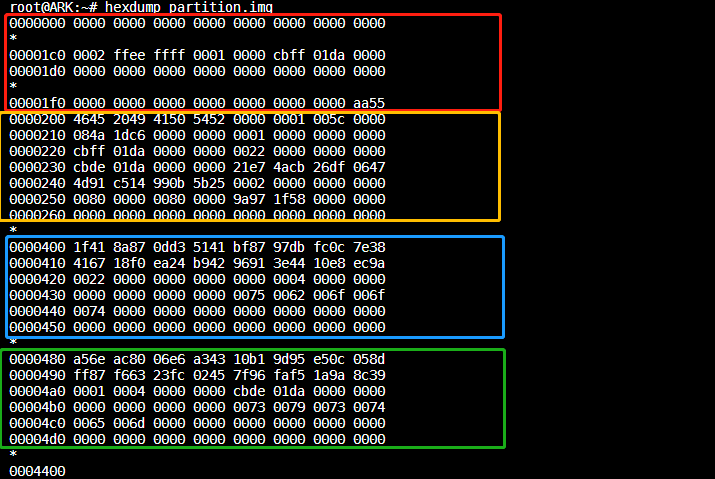 root@ARK:~# hexdump partition.img
0000000 0000 0000 0000 0000 0000 0000 0000 0000
*
00001c0 0002 ffee ffff 0001 0000 cbff 01da 0000
00001d0 0000 0000 0000 0000 0000 0000 0000 0000
*
00001f0 0000 0000 0000 0000 0000 0000 0000 aa55
0000200 4645 2049 4150 5452 0000 0001 005c 0000
0000210 084a 1dc6 0000 0000 0001 0000 0000 0000
0000220 cbff 01da 0000 0000 0022 0000 0000 0000
0000230 cbde 01da 0000 0000 21e7 4acb 26df 0647
0000240 4d91 c514 990b 5b25 0002 0000 0000 0000
0000250 0080 0000 0080 0000 9a97 1f58 0000 0000
0000260 0000 0000 0000 0000 0000 0000 0000 0000
*
0000400 1f41 8a87 0dd3 5141 bf87 97db fc0c 7e38
0000410 4167 18f0 ea24 b942 9691 3e44 10e8 ec9a
0000420 0022 0000 0000 0000 0000 0004 0000 0000
0000430 0000 0000 0000 0000 0075 0062 006f 006f
0000440 0074 0000 0000 0000 0000 0000 0000 0000
0000450 0000 0000 0000 0000 0000 0000 0000 0000
*
0000480 a56e ac80 06e6 a343 10b1 9d95 e50c 058d
0000490 ff87 f663 23fc 0245 7f96 faf5 1a9a 8c39
00004a0 0001 0004 0000 0000 cbde 01da 0000 0000
00004b0 0000 0000 0000 0000 0073 0079 0073 0074
00004c0 0065 006d 0000 0000 0000 0000 0000 0000
00004d0 0000 0000 0000 0000 0000 0000 0000 0000
*
0004400